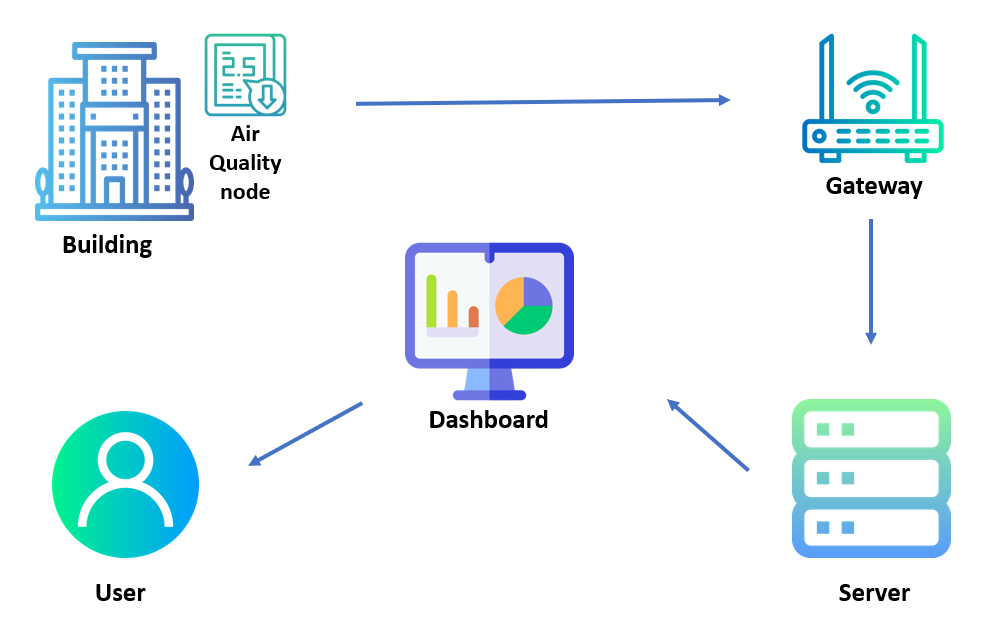 2.5
Air
Quality
node
Building
Gateway
Dashboard
User
Server